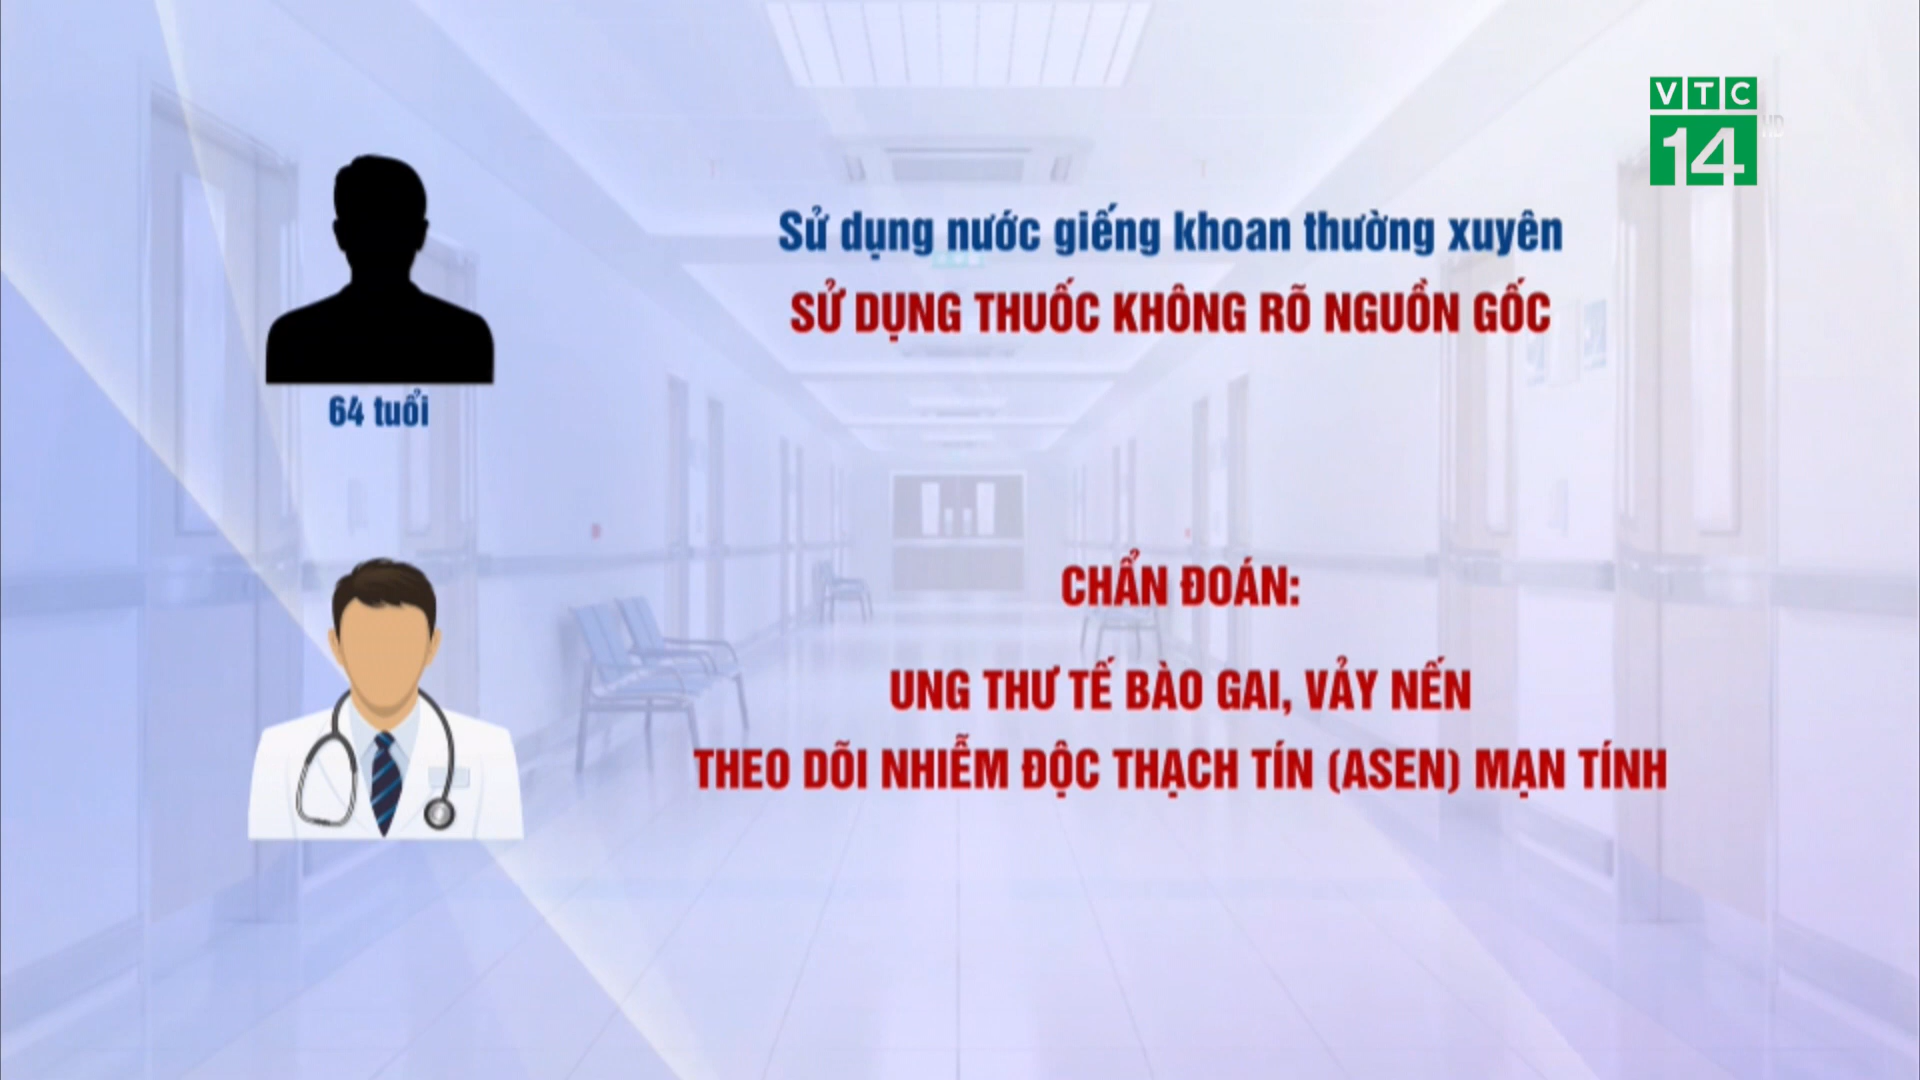 VTC
14 HD
Sử dụng nước giếng khoan thường xuyên
SỬ DỤNG THUỐC KHÔNG RÕ NGUỒN GỐC
64 tuổi
CHẨN ĐOÁN:
UNG THƯ TẾ BÀO GAI, VẢY NẾN
THEO DÕI NHIỄM ĐỘC THẠCH TÍN (ASEN) MẠN TÍNH